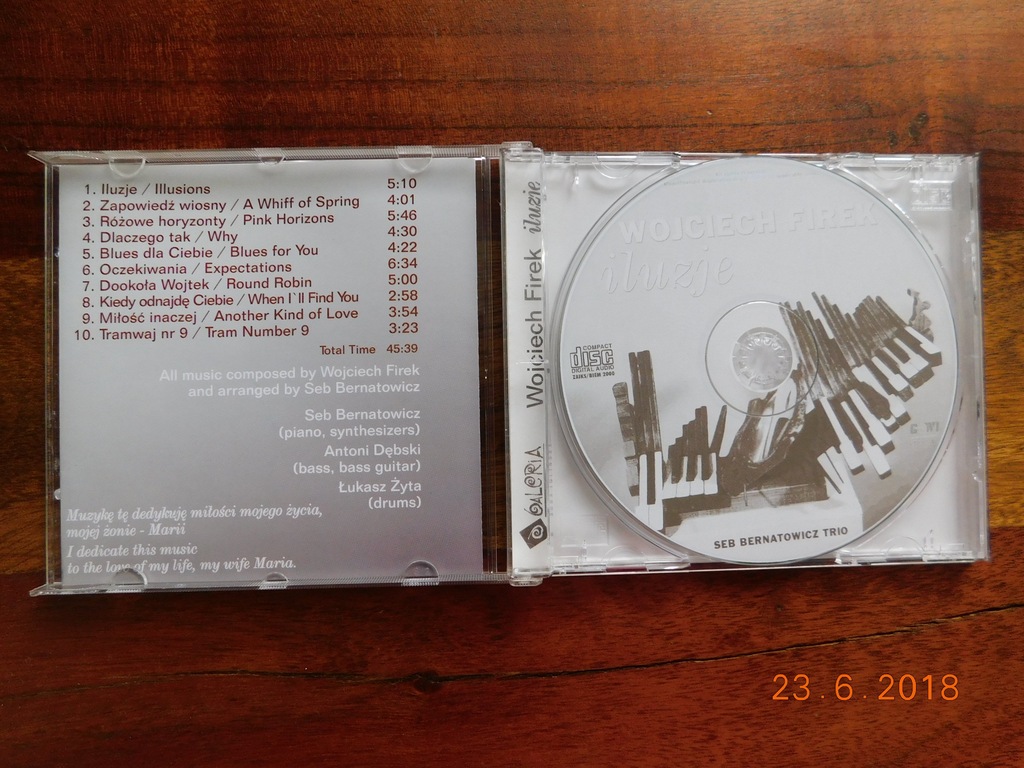 1. Iluzje / Illusions 5:10
2. Zapowiedź wiosny / A Whiff of Spring 4:01
3. Różowe horyzonty / Pink Horizons 5:46
4. Dlaczego tak / Why 4:30
5. Blues dla Ciebie / Blues for You 4:22
6. Oczekiwania / Expectations 6:34
7. Dookoła Wojtek / Round Robin 5:00
8. Kiedy odnajdę Ciebie / When I`ll Find You 2:58
9. Miłość inaczej / Another Kind of Love 3:54
10. Tramwaj nr 9 / Tram Number 9 3:23
Total Time 45:39
All music composed by Wojciech Firek
and arranged by Seb Bernatowicz
Seb Bernatowicz
(piano, synthesizers)
Antoni Dębski
(bass, bass guitar)
Łukasz Żyta
(drums)
Muzykę tę dedykuję miłości mojego życia,
mojej żonie - Marii
I dedicate this music
to the love of my life, my wife Maria.
GALERIA Wojciech Firek iluzje
WOJCIECH FIREK
iluzje
COMPACT
disc
DIGITAL AUDIO
ZAIKS/BIEM 2000
SEB BERNATOWICZ TRIO
23.6.2018